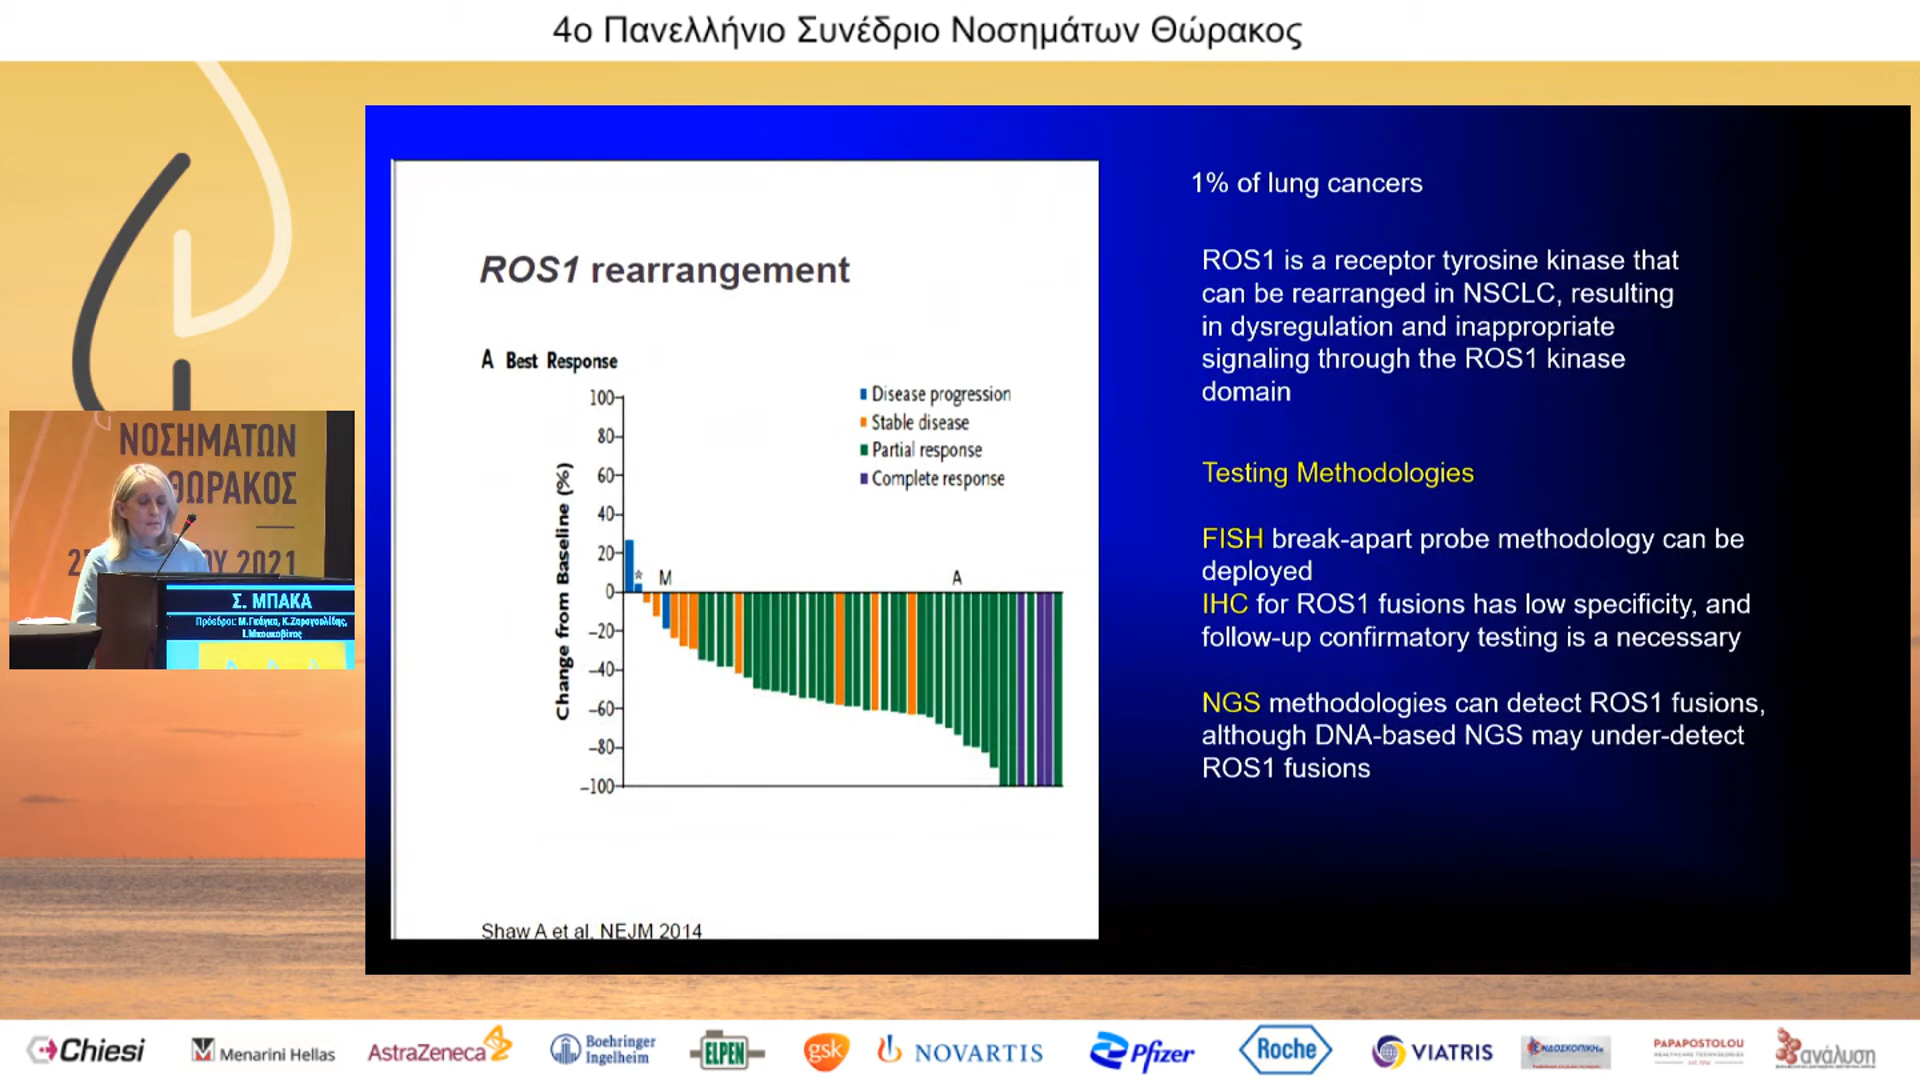 4ο Πανελλήνιο Συνέδριο Νοσημάτων Θώρακος
ΝΟΣΗΜΑΤΩΝ
ΘΩΡΑΚΟΣ
2021
Σ. ΜΠΑΚΑ
Πρόεδροι: Μ.Γκάγκα, Κ.Ζαρογουλίδης,
Ι.Μπουκοβίνας
ROS1 rearrangement
A Best Response
Change from Baseline (%)
100
80
60
40
20
0
-20
-40
-60
-80
-100
Disease progression
Stable disease
Partial response
Complete response
* M A
Shaw A et al. NEJM 2014
1% of lung cancers
ROS1 is a receptor tyrosine kinase that
can be rearranged in NSCLC, resulting
in dysregulation and inappropriate
signaling through the ROS1 kinase
domain
Testing Methodologies
FISH break-apart probe methodology can be
deployed
IHC for ROS1 fusions has low specificity, and
follow-up confirmatory testing is a necessary
NGS methodologies can detect ROS1 fusions,
although DNA-based NGS may under-detect
ROS1 fusions
Chiesi
Menarini Hellas
AstraZeneca
Boehringer
Ingelheim
ELPEN
gsk
NOVARTIS
Pfizer
Roche
VIATRIS
ΕΝΔΟΣΚΟΠΙΚΗ
PAPAPOSTOLOU
ανάλυση